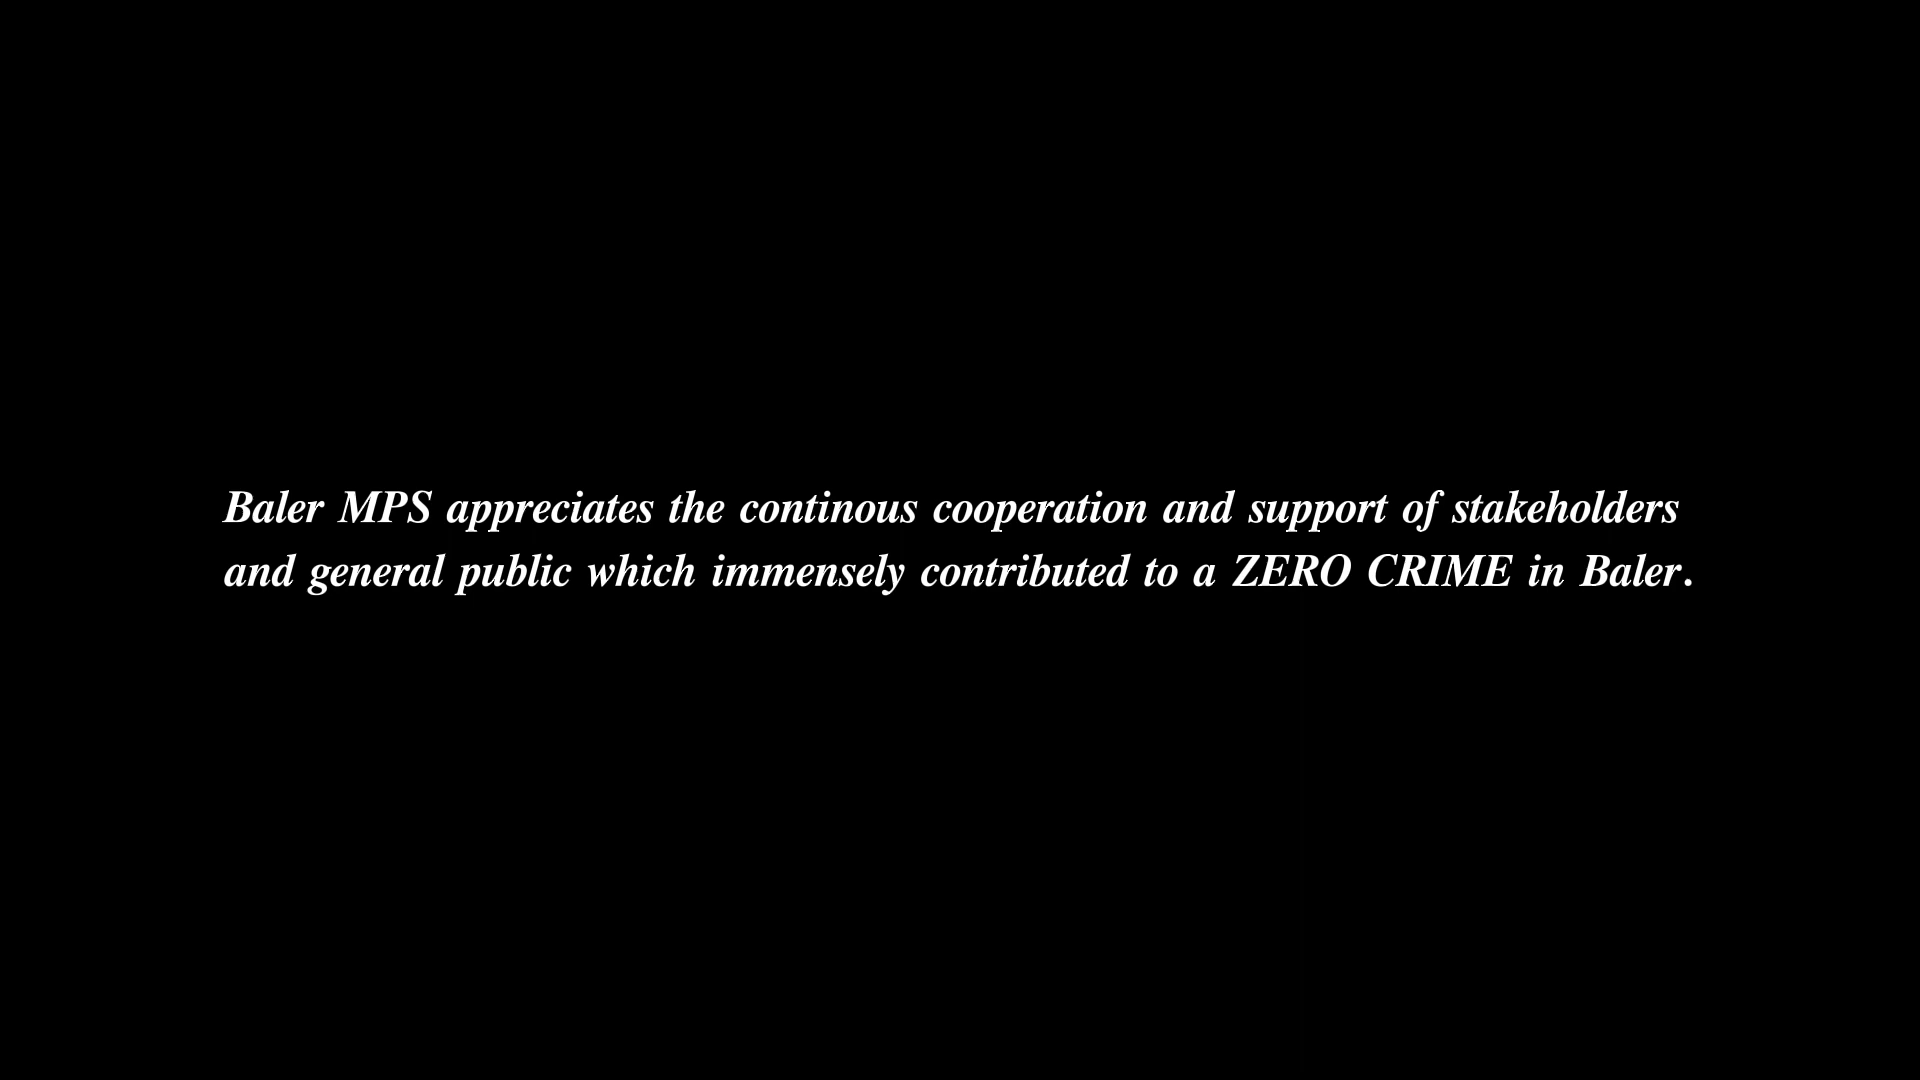 Baler MPS appreciates the continous cooperation and support of stakeholders
and general public which immensely contributed to a ZERO CRIME in Baler.